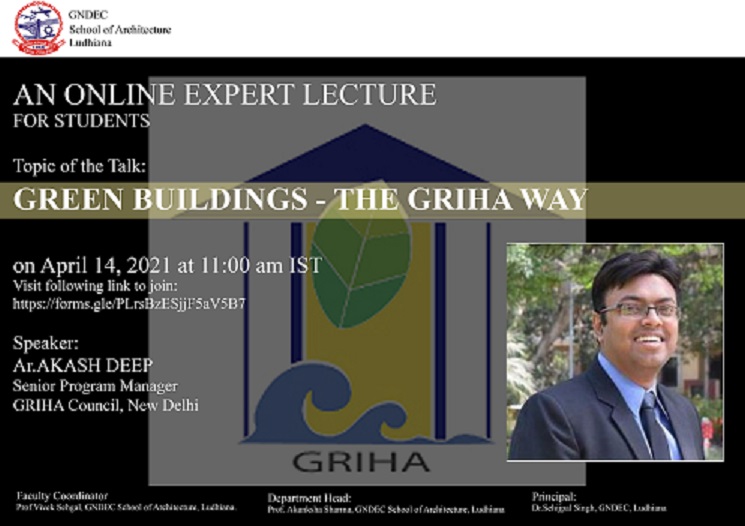 GNDEC
School of Architecture
Ludhiana
AN ONLINE EXPERT LECTURE
FOR STUDENTS
Topic of the Talk:
GREEN BUILDINGS - THE GRIHA WAY
on April 14, 2021 at 11:00 am IST
Visit following link to join:
https://forms.gle/PLrsBzESjjF5aV5B7
Speaker:
Ar.AKASH DEEP
Senior Program Manager
GRIHA Council, New Delhi
GRIHA
Faculty Coordinator
Prof Vivek Sehgal, GNDEC School of Architecture, Ludhiana.
Department Head:
Prof. Akanksha Sharma, GNDEC School of Architecture, Ludhiana
Principal:
Dr.Sehijpal Singh, GNDEC, Ludhiana